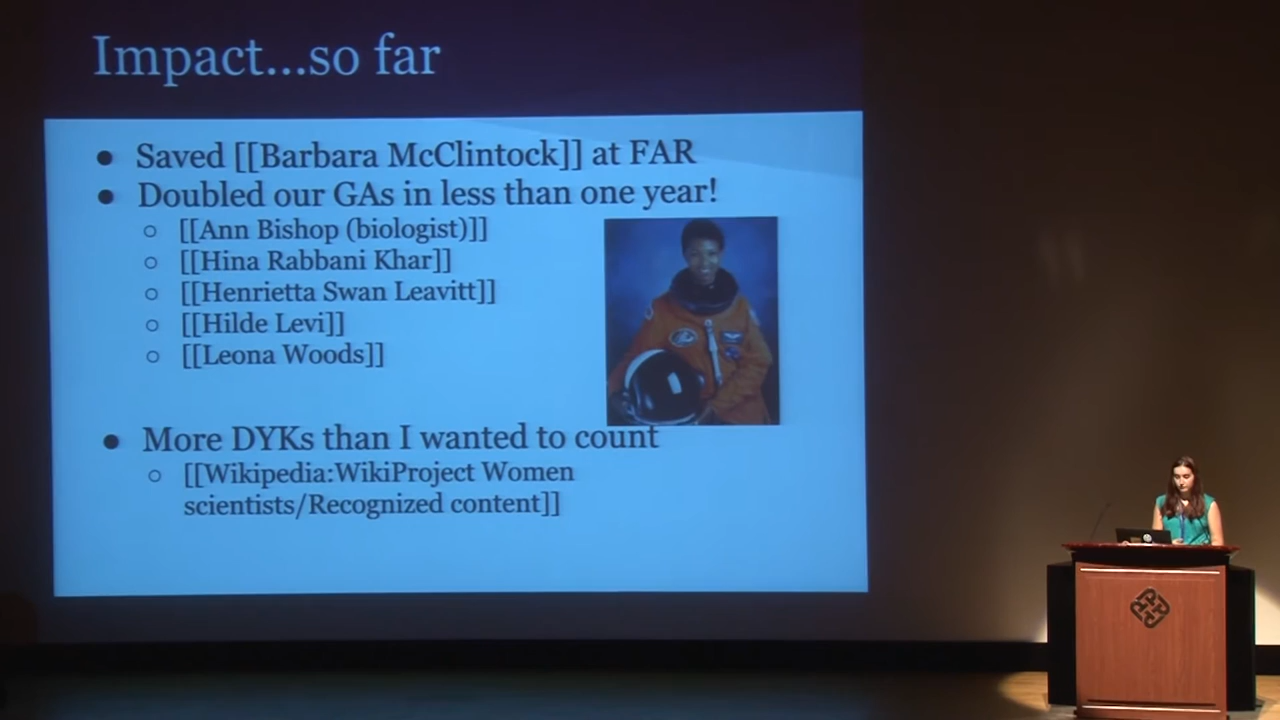 Impact...so far
● Saved [[Barbara McClintock]] at FAR
● Doubled our GAs in less than one year!
○ [[Ann Bishop (biologist)]]
○ [[Hina Rabbani Khar]]
○ [[Henrietta Swan Leavitt]]
○ [[Hilde Levi]]
○ [[Leona Woods]]
● More DYKs than I wanted to count
○ [[Wikipedia:WikiProject Women
scientists/Recognized content]]